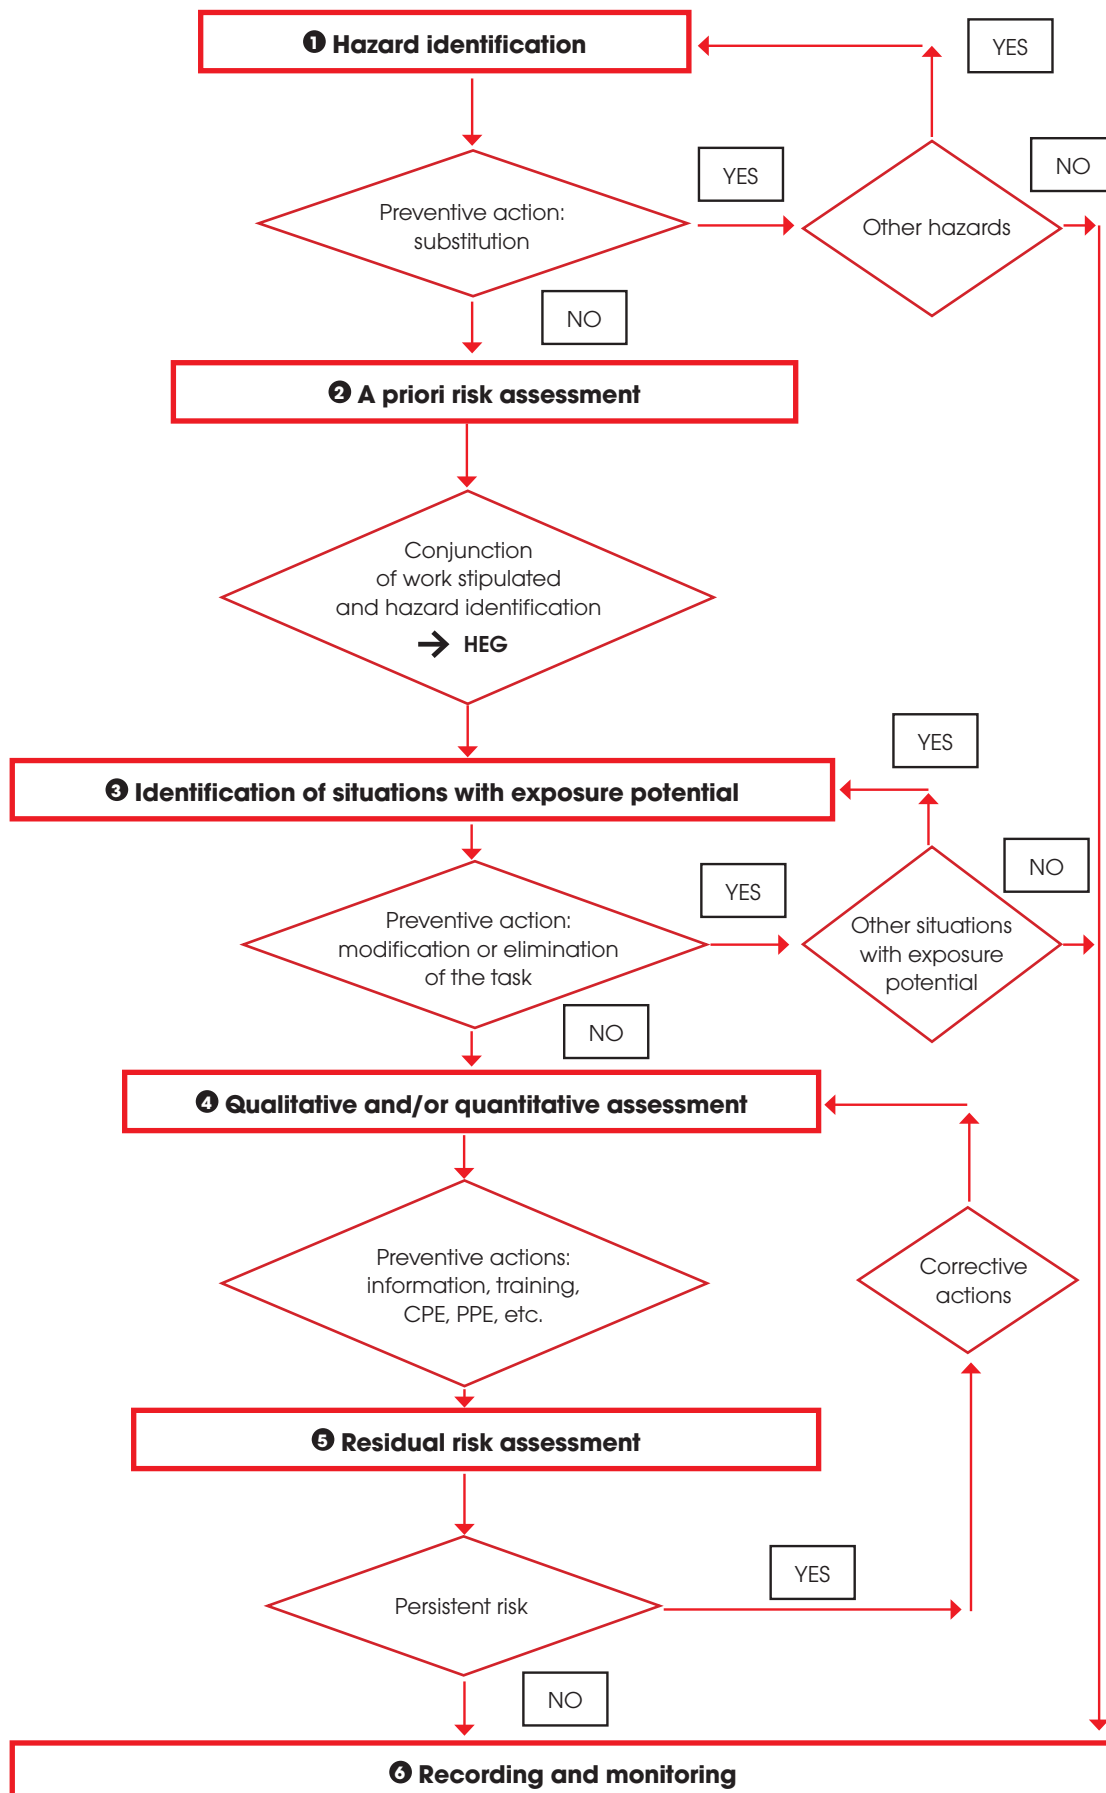 ❶ Hazard identification
YES
Preventive action:
substitution
YES
Other hazards
NO
NO
❷ A priori risk assessment
Conjunction
of work stipulated
and hazard identification
→ HEG
YES
❸ Identification of situations with exposure potential
Preventive action:
modification or elimination
of the task
YES
Other situations
with exposure
potential
NO
NO
❹ Qualitative and/or quantitative assessment
Preventive actions:
information, training,
CPE, PPE, etc.
Corrective
actions
❺ Residual risk assessment
Persistent risk
YES
NO
❻ Recording and monitoring